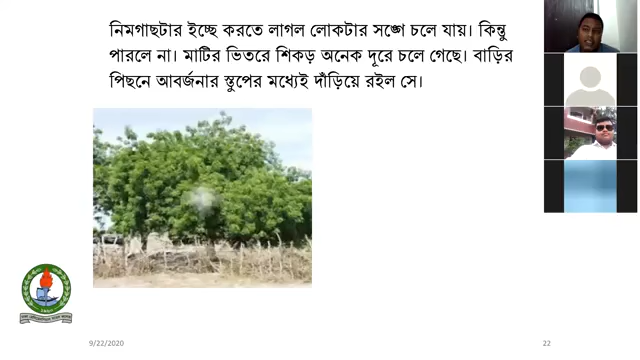 নিমগাছটার ইচ্ছে করতে লাগল লোকটার সঙ্গে চলে যায়। কিন্তু
পারলে না। মাটির ভিতরে শিকড় অনেক দূরে চলে গেছে। বাড়ির
পিছনে আবর্জনার স্তুপের মধ্যেই দাঁড়িয়ে রইল সে।
9/22/2020
22